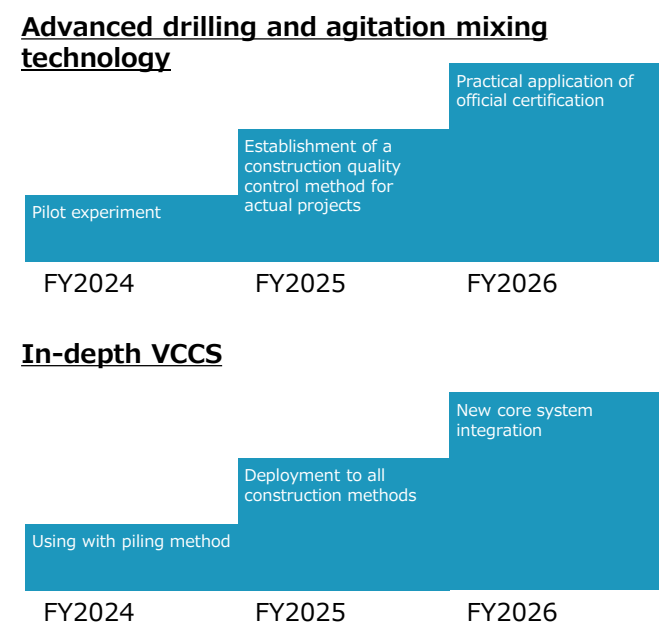 Advanced drilling and agitation mixing
technology
Practical application of
official certification
Establishment of a
construction quality
control method for
actual projects
Pilot experiment
FY2024
FY2025
FY2026
In-depth VCCS
New core system
integration
Deployment to all
construction methods
Using with piling method
FY2024
FY2025
FY2026